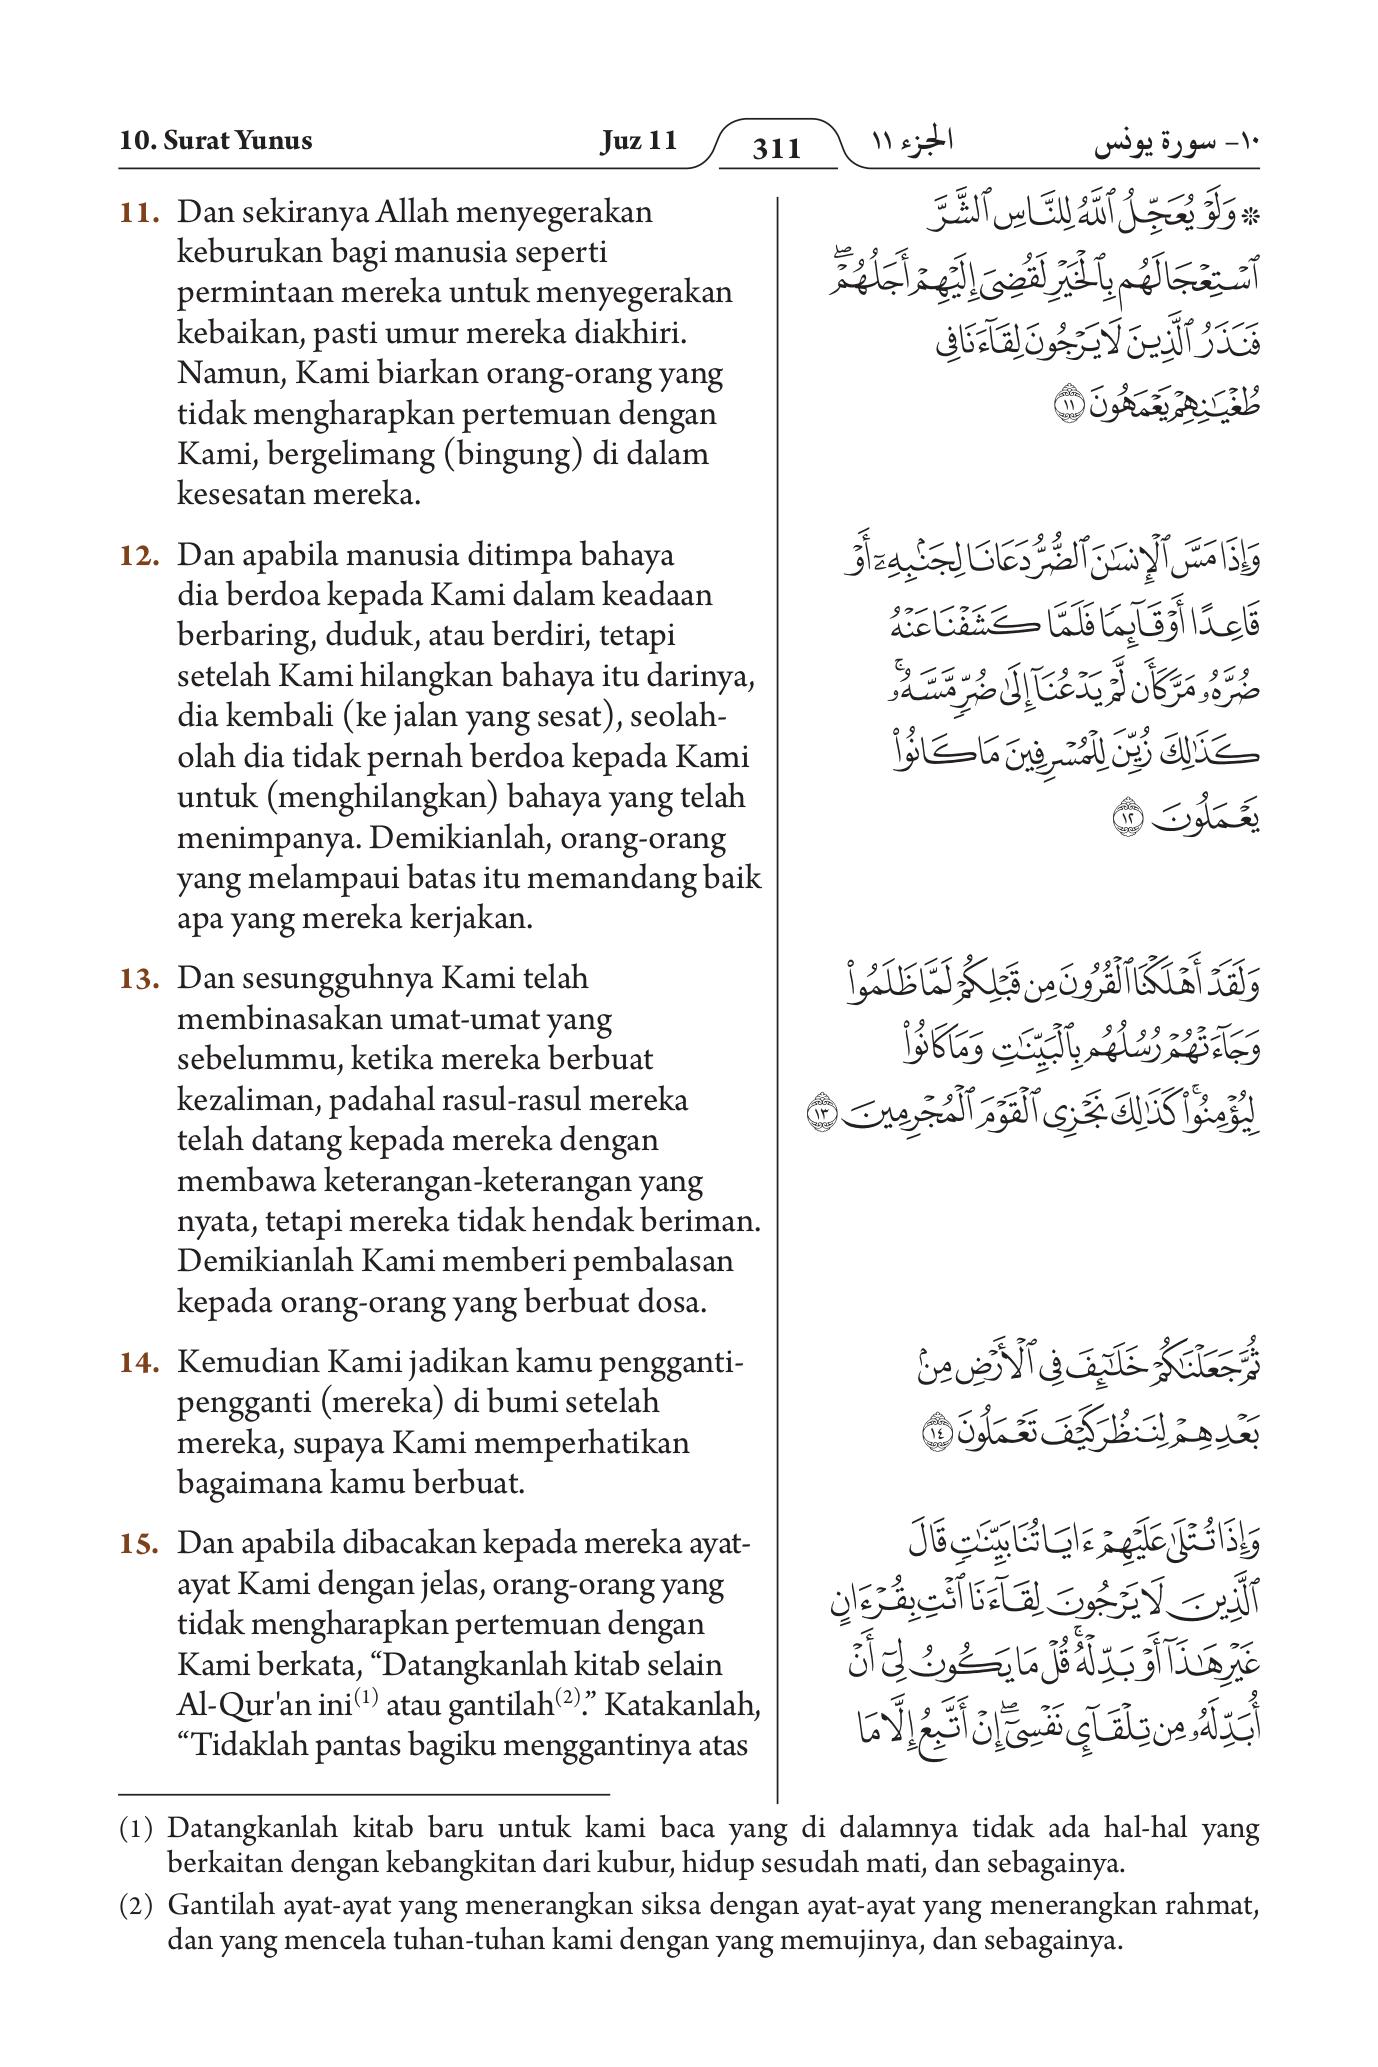 10. Surat Yunus
Juz 11
311
الجزء ١١
١٠- سورة يونس
11. Dan sekiranya Allah menyegerakan
keburukan bagi manusia seperti
permintaan mereka untuk menyegerakan
kebaikan, pasti umur mereka diakhiri.
Namun, Kami biarkan orang-orang yang
tidak mengharapkan pertemuan dengan
Kami, bergelimang (bingung) di dalam
kesesatan mereka.
12. Dan apabila manusia ditimpa bahaya
dia berdoa kepada Kami dalam keadaan
berbaring, duduk, atau berdiri, tetapi
setelah Kami hilangkan bahaya itu darinya,
dia kembali (ke jalan yang sesat), seolah-
olah dia tidak pernah berdoa kepada Kami
untuk (menghilangkan) bahaya yang telah
menimpanya. Demikianlah, orang-orang
yang melampaui batas itu memandang baik
apa yang mereka kerjakan.
13. Dan sesungguhnya Kami telah
membinasakan umat-umat yang
sebelummu, ketika mereka berbuat
kezaliman, padahal rasul-rasul mereka
telah datang kepada mereka dengan
membawa keterangan-keterangan yang
nyata, tetapi mereka tidak hendak beriman.
Demikianlah Kami memberi pembalasan
kepada orang-orang yang berbuat dosa.
14. Kemudian Kami jadikan kamu pengganti-
pengganti (mereka) di bumi setelah
mereka, supaya Kami memperhatikan
bagaimana kamu berbuat.
15. Dan apabila dibacakan kepada mereka ayat-
ayat Kami dengan jelas, orang-orang yang
tidak mengharapkan pertemuan dengan
Kami berkata, “Datangkanlah kitab selain
Al-Qur'an ini(1) atau gantilah(2).” Katakanlah,
“Tidaklah pantas bagiku menggantinya atas
۞ وَلَوْ يُعَجِّلُ ٱللَّهُ لِلنَّاسِ ٱلشَّرَّ
ٱسْتِعْجَالَهُم بِٱلْخَيْرِ لَقُضِيَ إِلَيْهِمْ أَجَلُهُمْۖ
فَنَذَرُ ٱلَّذِينَ لَا يَرْجُونَ لِقَآءَنَا فِي
طُغْيَـٰنِهِمْ يَعْمَهُونَ ١١
وَإِذَا مَسَّ ٱلْإِنسَـٰنَ ٱلضُّرُّ دَعَانَا لِجَنۢبِهِۦٓ أَوْ
قَاعِدًا أَوْ قَآئِمًا فَلَمَّا كَشَفْنَا عَنْهُ
ضُرَّهُۥ مَرَّ كَأَن لَّمْ يَدْعُنَآ إِلَىٰ ضُرٍّ مَّسَّهُۥۚ
كَذَٰلِكَ زُيِّنَ لِلْمُسْرِفِينَ مَا كَانُوا۟
يَعْمَلُونَ ١٢
وَلَقَدْ أَهْلَكْنَا ٱلْقُرُونَ مِن قَبْلِكُمْ لَمَّا ظَلَمُوا۟
وَجَآءَتْهُمْ رُسُلُهُم بِٱلْبَيِّنَـٰتِ وَمَا كَانُوا۟
لِيُؤْمِنُوا۟ۚ كَذَٰلِكَ نَجْزِى ٱلْقَوْمَ ٱلْمُجْرِمِينَ ١٣
ثُمَّ جَعَلْنَـٰكُمْ خَلَـٰٓئِفَ فِى ٱلْأَرْضِ مِنۢ
بَعْدِهِمْ لِنَنظُرَ كَيْفَ تَعْمَلُونَ ١٤
وَإِذَا تُتْلَىٰ عَلَيْهِمْ ءَايَاتُنَا بَيِّنَـٰتٍ قَالَ
ٱلَّذِينَ لَا يَرْجُونَ لِقَآءَنَا ٱئْتِ بِقُرْءَانٍ
غَيْرِ هَـٰذَآ أَوْ بَدِّلْهُۚ قُلْ مَا يَكُونُ لِىٓ أَنْ
أُبَدِّلَهُۥ مِن تِلْقَآئِ نَفْسِىٓۖ إِنْ أَتَّبِعُ إِلَّا مَا
(1) Datangkanlah kitab baru untuk kami baca yang di dalamnya tidak ada hal-hal yang
berkaitan dengan kebangkitan dari kubur, hidup sesudah mati, dan sebagainya.
(2) Gantilah ayat-ayat yang menerangkan siksa dengan ayat-ayat yang menerangkan rahmat,
dan yang mencela tuhan-tuhan kami dengan yang memujinya, dan sebagainya.